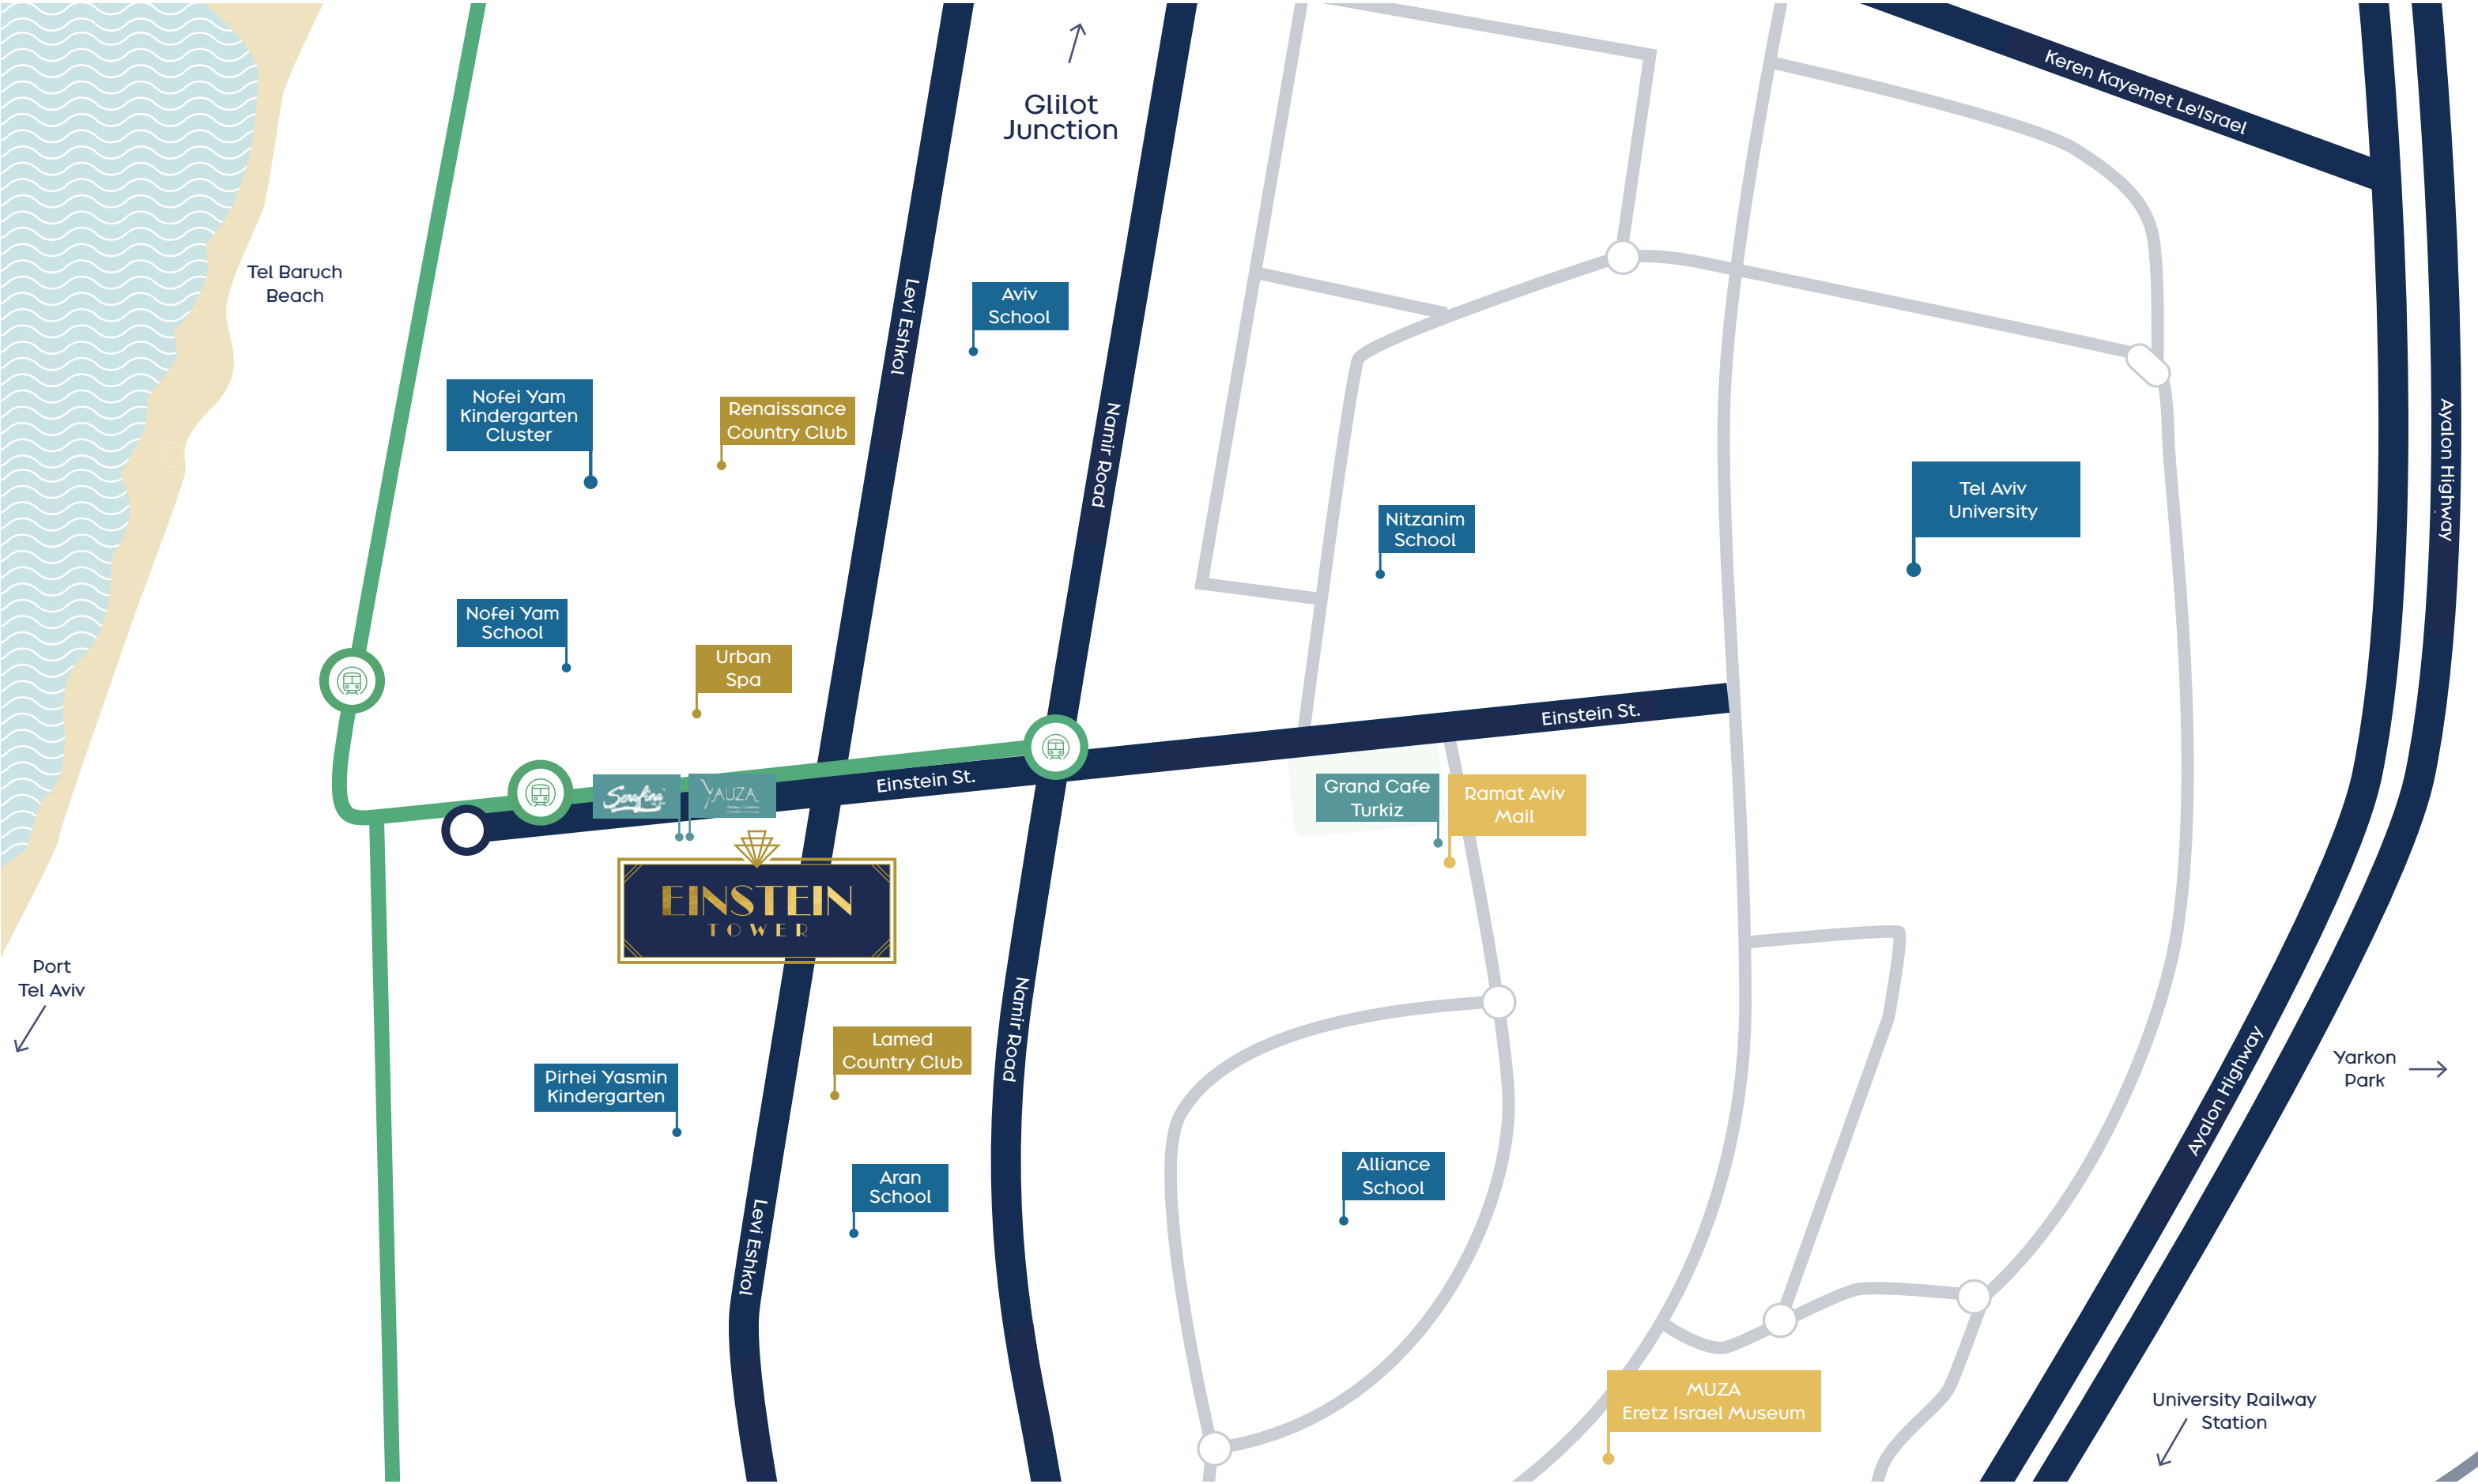 Keren Kayemet Le'Israel
Glilot
Junction
Tel Baruch
Beach
Levi Eshkol
Aviv
School
Nofei Yam
Kindergarten
Cluster
Renaissance
Country Club
Namir Road
Ayalon Highway
Tel Aviv
University
Nitzanim
School
Nofei Yam
School
Urban
Spa
Einstein St.
Einstein St.
Serafina
YAUZA
Grand Cafe
Turkiz
Ramat Aviv
Mail
EINSTEIN
TOWER
Port
Tel Aviv
Namir Road
Lamed
Country Club
Pirhei Yasmin
Kindergarten
Ayalon Highway
Yarkon
Park
Aran
School
Alliance
School
Levi Eshkol
MUZA
Eretz Israel Museum
University Railway
Station